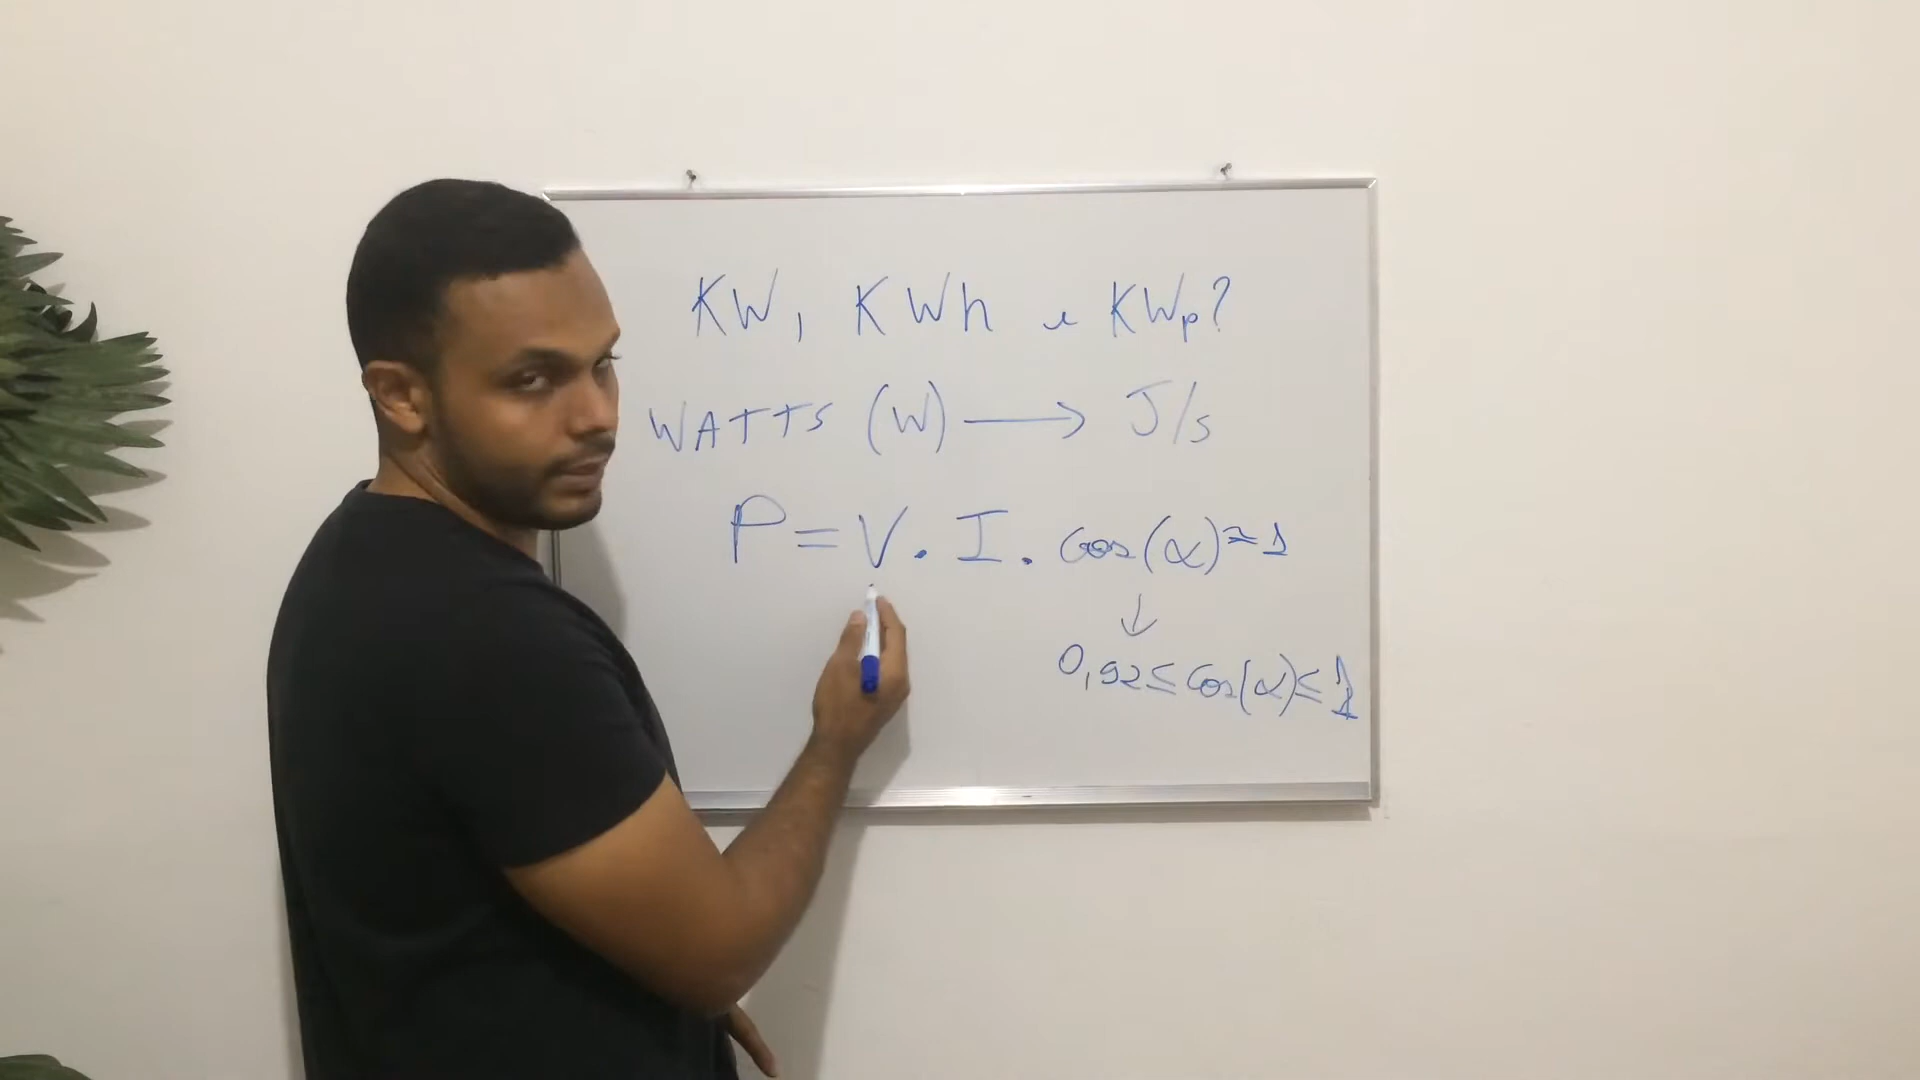 KW, KWh e KWp?
WATTS (W) → J/s
P = V . I . cos(α) ≈ 1
↓
0,92 ≤ cos(α) ≤ 1